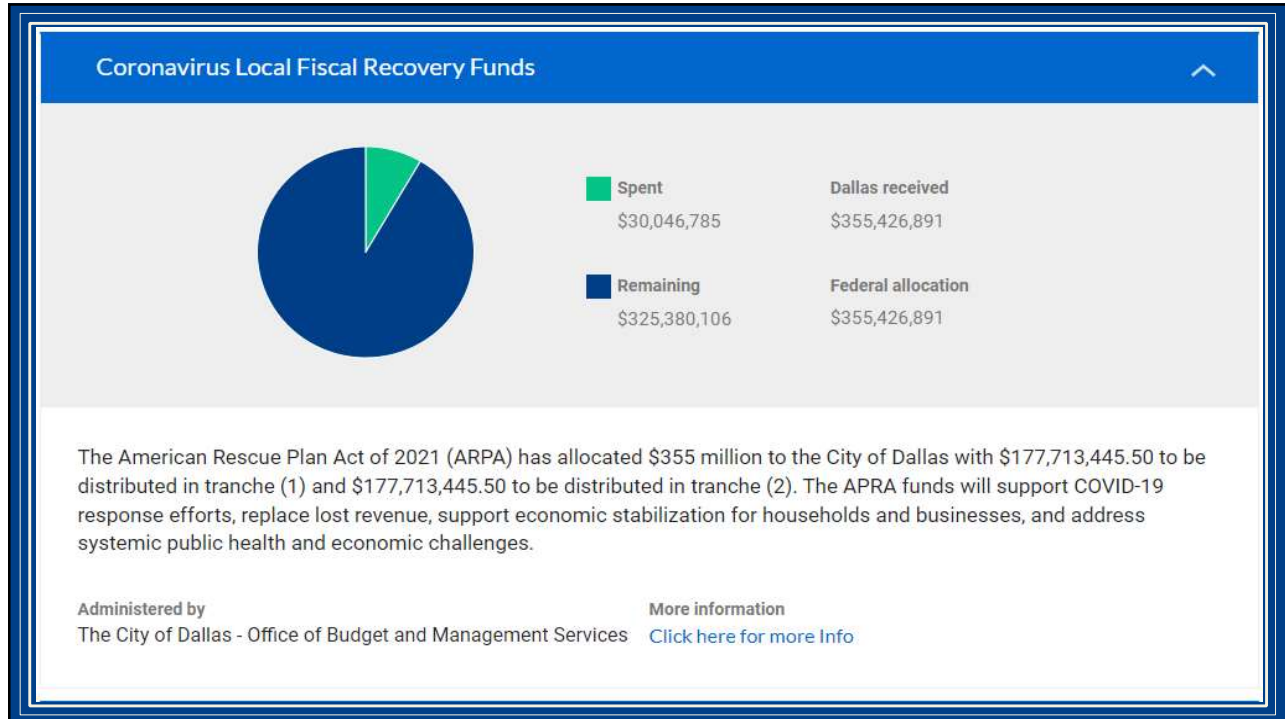 Coronavirus Local Fiscal Recovery Funds
Spent
$30,046,785
Dallas received
$355,426,891
Remaining
$325,380,106
Federal allocation
$355,426,891
The American Rescue Plan Act of 2021 (ARPA) has allocated $355 million to the City of Dallas with $177,713,445.50 to be
distributed in tranche (1) and $177,713,445.50 to be distributed in tranche (2). The APRA funds will support COVID-19
response efforts, replace lost revenue, support economic stabilization for households and businesses, and address
systemic public health and economic challenges.
Administered by
The City of Dallas - Office of Budget and Management Services
More information
Click here for more Info